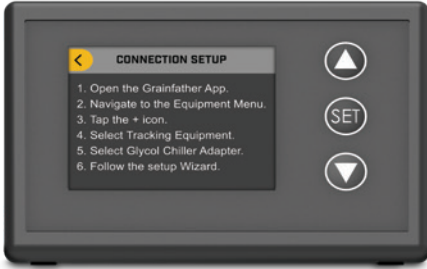 CONNECTION SETUP
1. Open the Grainfather App.
2. Navigate to the Equipment Menu.
3. Tap the + icon.
4. Select Tracking Equipment.
5. Select Glycol Chiller Adapter.
6. Follow the setup Wizard.
SET